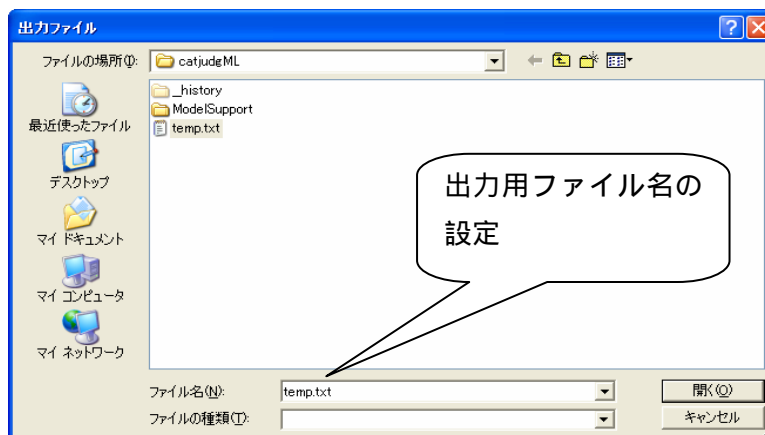 出力ファイル
ファイルの場所(I):
catjudgML
_history
ModelSupport
temp.txt
最近使ったファイル
デスクトップ
マイ ドキュメント
マイ コンピュータ
マイ ネットワーク
出力用ファイル名の
設定
ファイル名(N):
temp.txt
開く(O)
ファイルの種類(T):
キャンセル